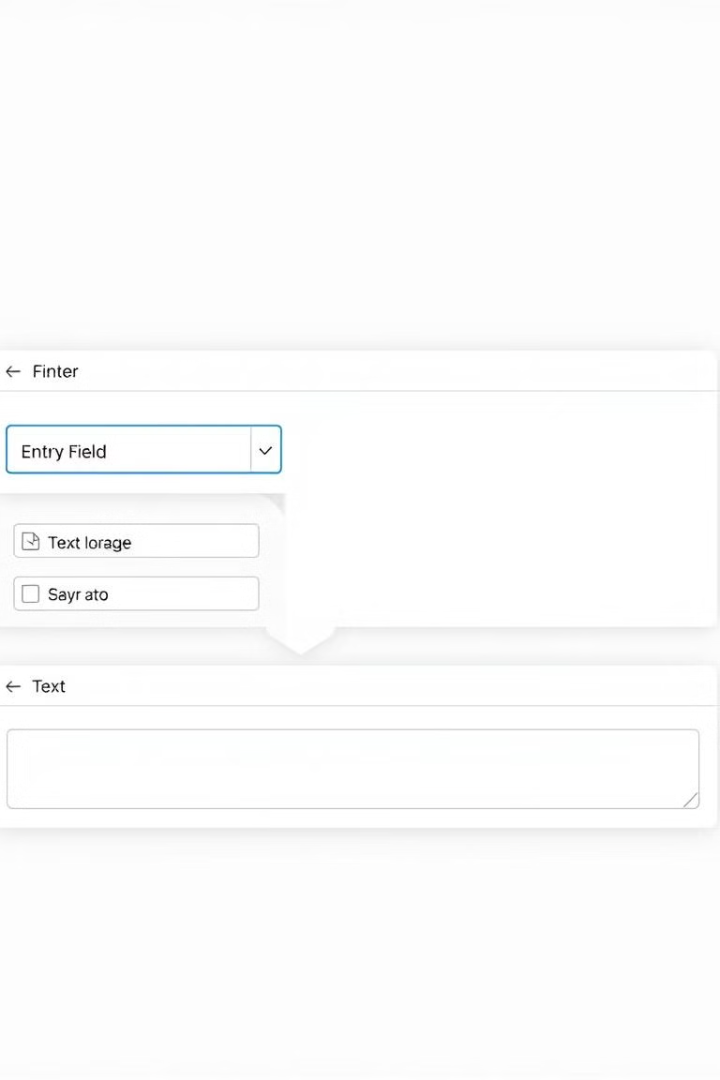 Finter
Entry Field
Text lorage
Sayr ato
Text